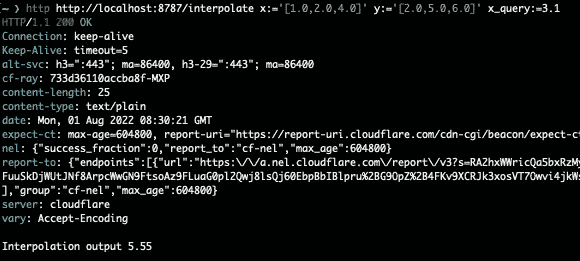 [~ ❯ http http://localhost:8787/interpolate x:='[1.0,2.0,4.0]' y:='[2.0,5.0,6.0]' x_query:=3.1
HTTP/1.1 200 OK
Connection: keep-alive
Keep-Alive: timeout=5
alt-svc: h3=":443"; ma=86400, h3-29=":443"; ma=86400
cf-ray: 733d36110accba8f-MXP
content-length: 25
content-type: text/plain
date: Mon, 01 Aug 2022 08:30:21 GMT
expect-ct: max-age=604800, report-uri="https://report-uri.cloudflare.com/cdn-cgi/beacon/expect-c
nel: {"success_fraction":0,"report_to":"cf-nel","max_age":604800}
report-to: {"endpoints":[{"url":"https:\/\/a.nel.cloudflare.com\/report\/v3?s=RA2hxWWricQa5bxRzMy
FuuSkDjWUtJNf8ArpcWwGN9FtsoAz9FLuaG0pl2Qwj8lsQj60EbpBbIBlpru%2BG9OpZ%2B4FKv9XCRJk3xosVT7Owvi4jkWs
],"group":"cf-nel","max_age":604800}
server: cloudflare
vary: Accept-Encoding
Interpolation output 5.55